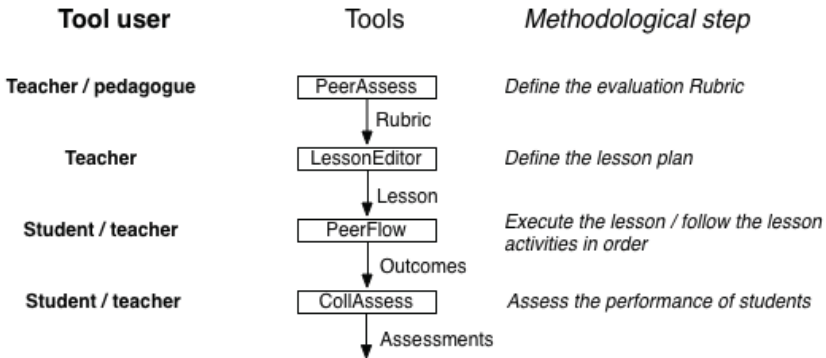 Tool user Tools Methodological step
Teacher / pedagogue PeerAssess Define the evaluation Rubric
Rubric
Teacher LessonEditor Define the lesson plan
Lesson
Student / teacher PeerFlow Execute the lesson / follow the lesson
activities in order
Outcomes
Student / teacher CollAssess Assess the performance of students
Assessments